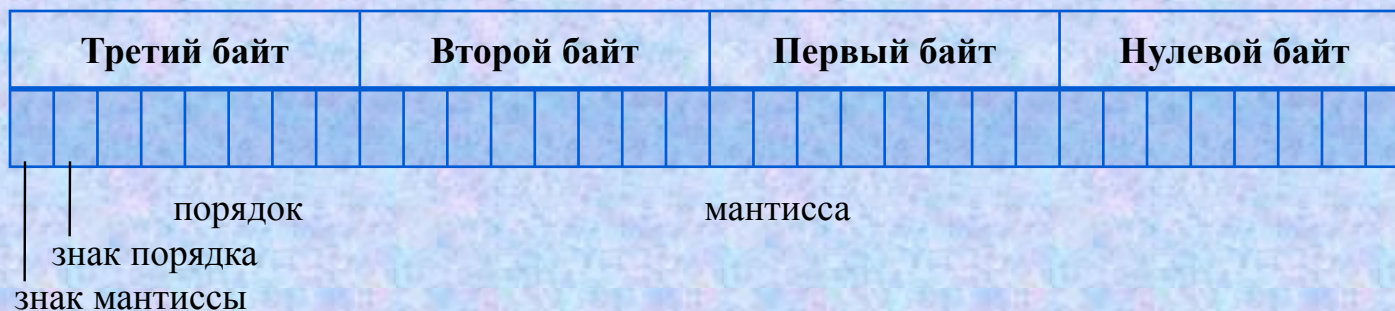 Третий байт Второй байт Первый байт Нулевой байт
порядок мантисса
знак порядка
знак мантиссы